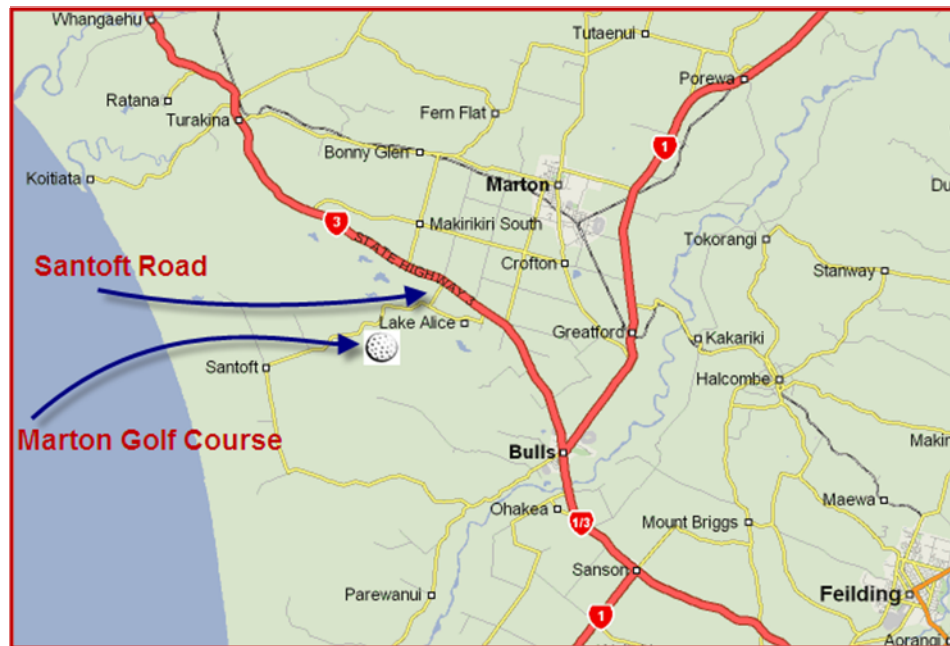 Whangaehu
Tutaenui
Porewa
Ratana
Turakina
Fern Flat
1
Bonny Glen
Koitiata
Marton
3
Makirikiri South
Tokorangi
STATE HIGHWAY 3
Santoft Road
Crofton
Stanway
Lake Alice
Greatford
Kakariki
Santoft
Halcombe
Marton Golf Course
Bulls
Maewa
Ohakea
1/3
Mount Briggs
Sanson
Parewanui
Feilding
1
Aorangi